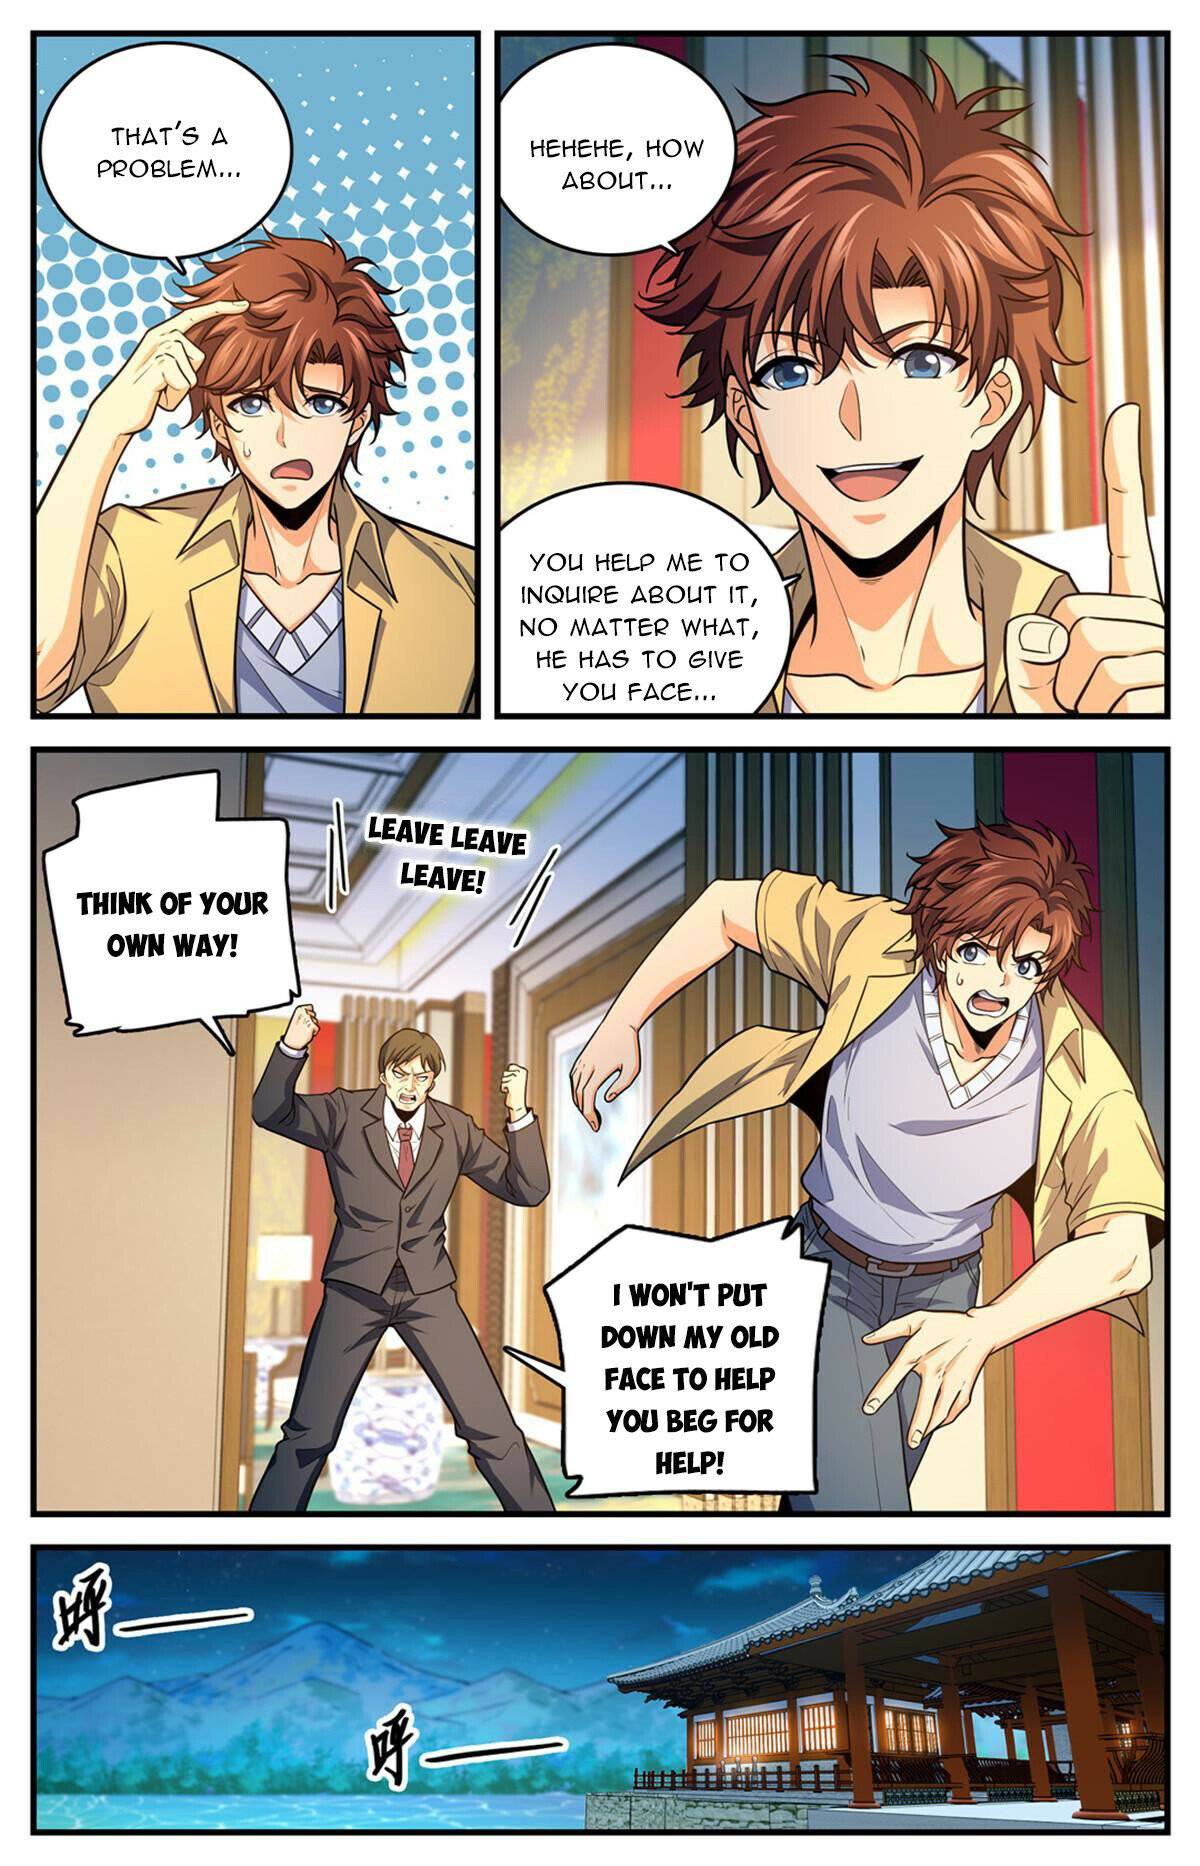 THAT'S A
PROBLEM...
HEHEHE, HOW
ABOUT...
YOU HELP ME TO
INQUIRE ABOUT IT,
NO MATTER WHAT,
HE HAS TO GIVE
YOU FACE...
LEAVE LEAVE
LEAVE!
THINK OF YOUR
OWN WAY!
I WON'T PUT
DOWN MY OLD
FACE TO HELP
YOU BEG FOR
HELP!
呼——
呼——